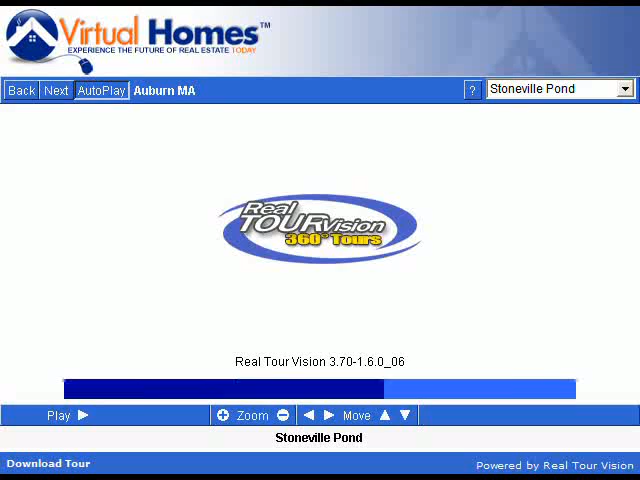 Virtual Homes™
EXPERIENCE THE FUTURE OF REAL ESTATE TODAY
Back Next AutoPlay Auburn MA ? Stoneville Pond
Real
TOURVision
360° Tours
Real Tour Vision 3.70-1.6.0_06
Play Zoom Move
Stoneville Pond
Download Tour Powered by Real Tour Vision